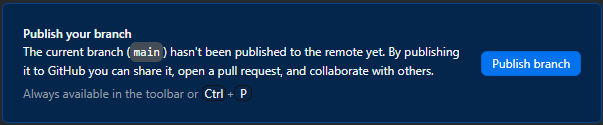 Publish your branch
The current branch (main) hasn't been published to the remote yet. By publishing
it to GitHub you can share it, open a pull request, and collaborate with others.
Publish branch
Always available in the toolbar or Ctrl + P